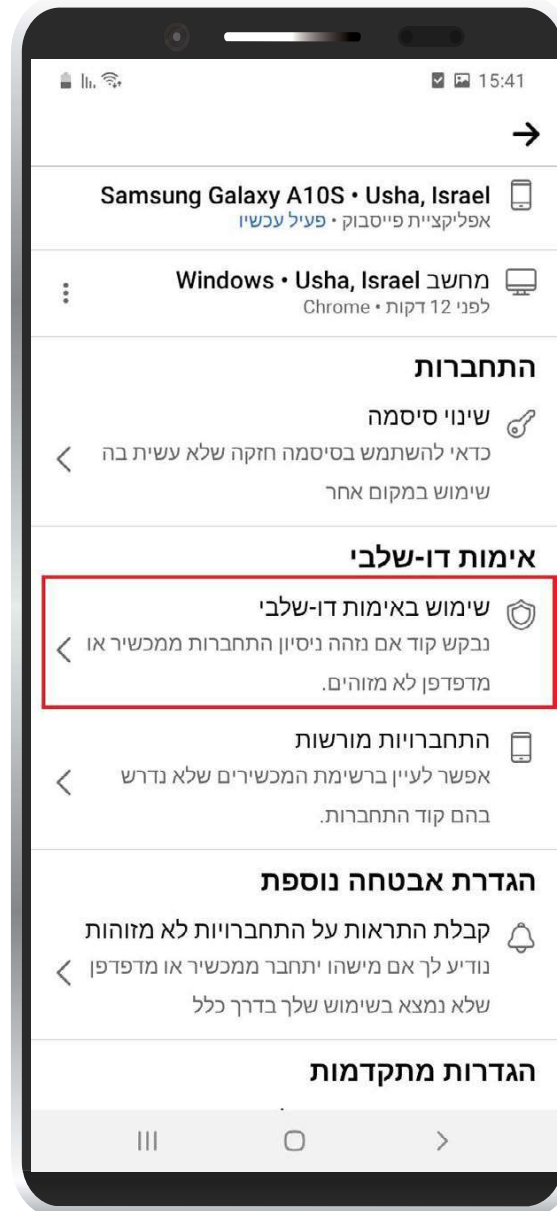 15:41
Samsung Galaxy A10S • Usha, Israel
אפליקציית פייסבוק • פעיל עכשיו
מחשב Windows • Usha, Israel
לפני 12 דקות • Chrome
התחברות
שינוי סיסמה
כדאי להשתמש בסיסמה חזקה שלא עשית בה
שימוש במקום אחר
אימות דו-שלבי
שימוש באימות דו-שלבי
נבקש קוד אם נזהה ניסיון התחברות ממכשיר או
מדפדפן לא מזוהים.
התחברויות מורשות
אפשר לעיין ברשימת המכשירים שלא נדרש
בהם קוד התחברות.
הגדרת אבטחה נוספת
קבלת התראות על התחברויות לא מזוהות
נודיע לך אם מישהו יתחבר ממכשיר או מדפדפן
שלא נמצא בשימוש שלך בדרך כלל
הגדרות מתקדמות